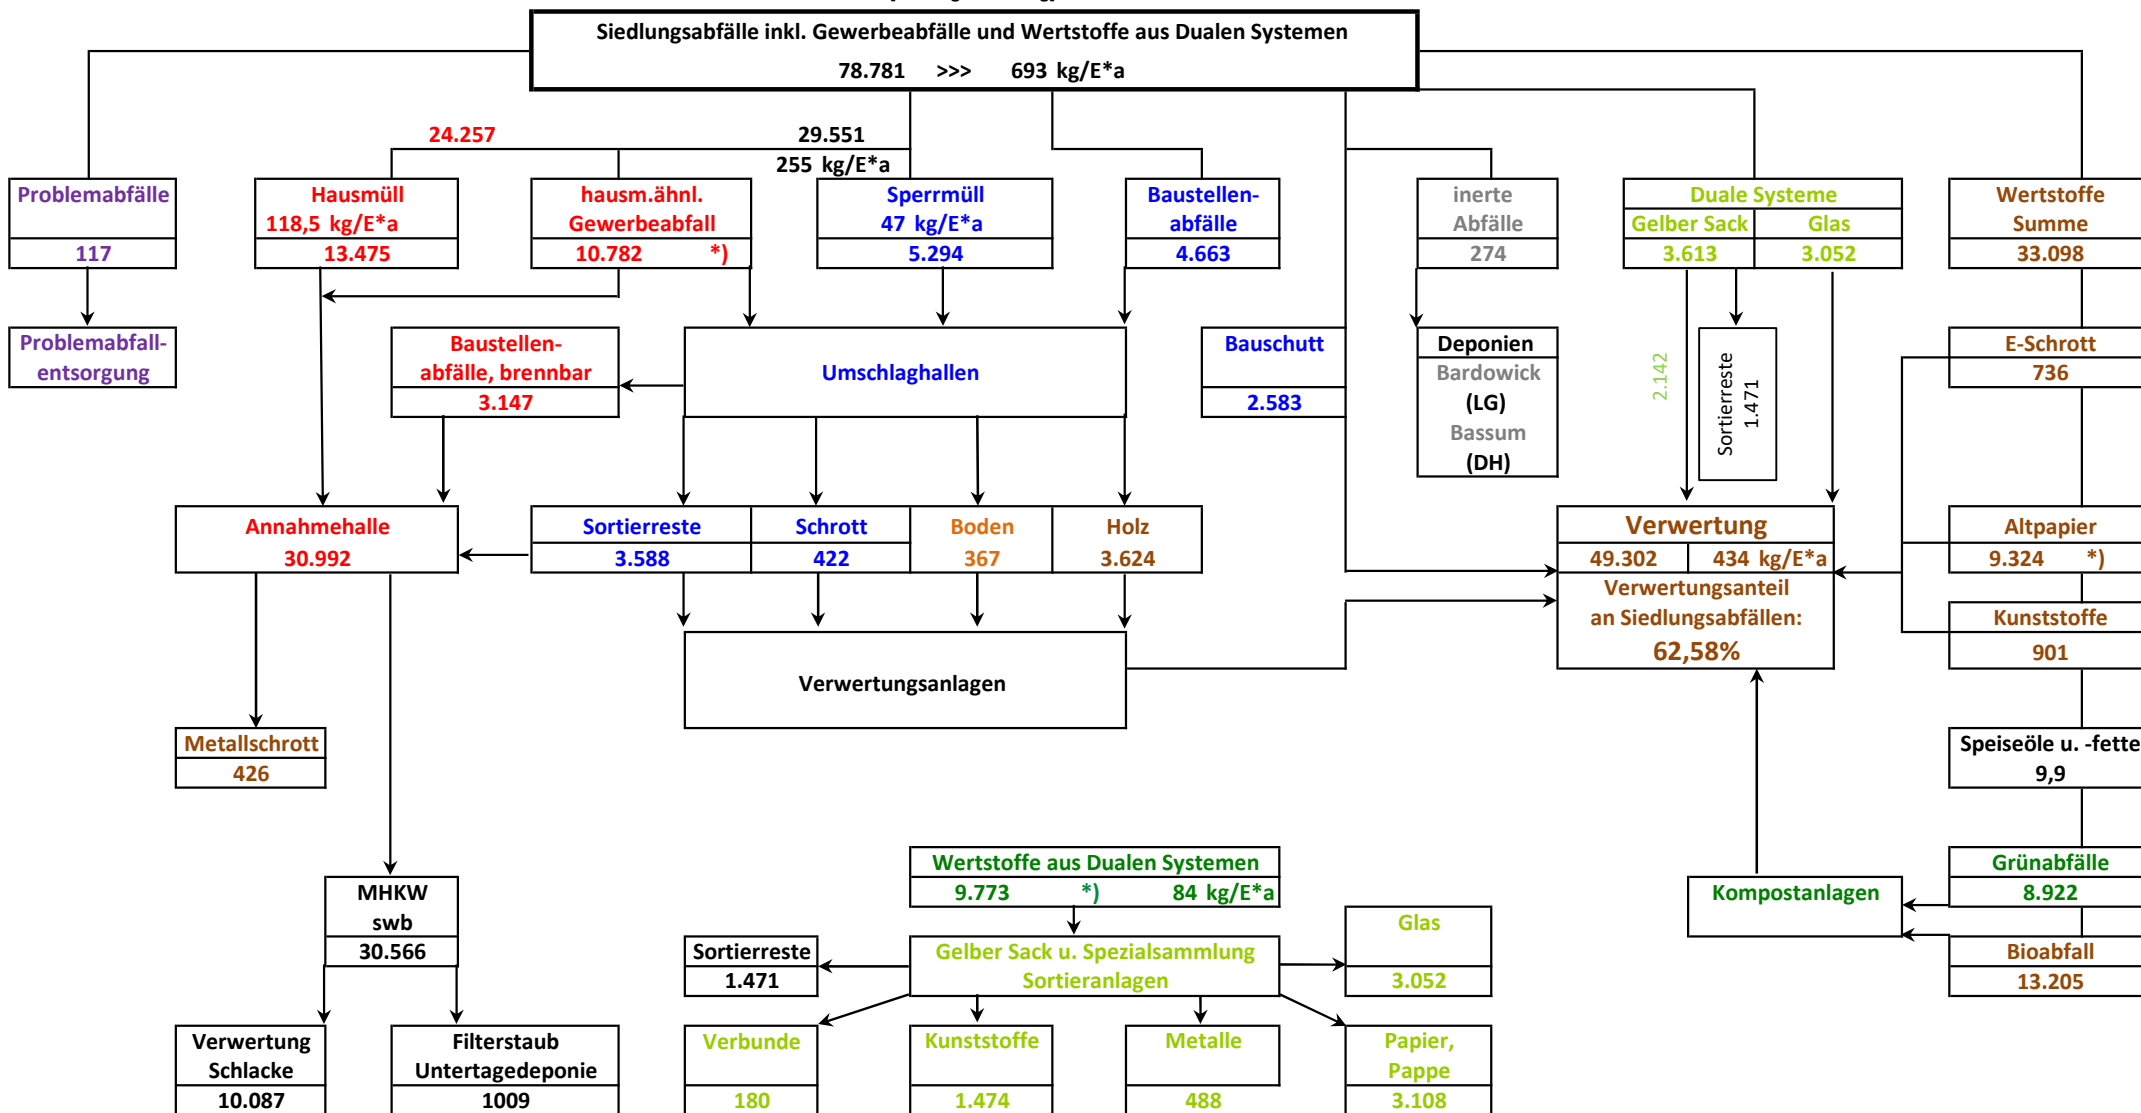 Siedlungsabfälle inkl. Gewerbeabfälle und Wertstoffe aus Dualen Systemen
78.781 >>> 693 kg/E*a
24.257
29.551
255 kg/E*a
Problemabfälle
117
Hausmüll
118,5 kg/E*a
13.475
hausm.ähnl.
Gewerbeabfall
10.782 *)
Sperrmüll
47 kg/E*a
5.294
Baustellen-
abfälle
4.663
inerte
Abfälle
274
Duale Systeme
Gelber Sack
Glas
3.613
3.052
Wertstoffe
Summe
33.098
Problemabfall-
entsorgung
Baustellen-
abfälle, brennbar
3.147
Umschlaghallen
Bauschutt
2.583
Deponien
Bardowick
(LG)
Bassum
(DH)
2.142
Sortierreste
1.471
E-Schrott
736
Annahmehalle
30.992
Sortierreste
3.588
Schrott
422
Boden
367
Holz
3.624
Verwertung
49.302
434 kg/E*a
Verwertungsanteil
an Siedlungsabfällen:
62,58%
Altpapier
9.324 *)
Kunststoffe
901
Verwertungsanlagen
Metallschrott
426
Speiseöle u. -fette
9,9
Wertstoffe aus Dualen Systemen
9.773 *) 84 kg/E*a
Kompostanlagen
Grünabfälle
8.922
MHKW
swb
30.566
Sortierreste
1.471
Gelber Sack u. Spezialsammlung
Sortieranlagen
Glas
3.052
Bioabfall
13.205
Verwertung
Schlacke
10.087
Filterstaub
Untertagedeponie
1009
Verbunde
180
Kunststoffe
1.474
Metalle
488
Papier,
Pappe
3.108